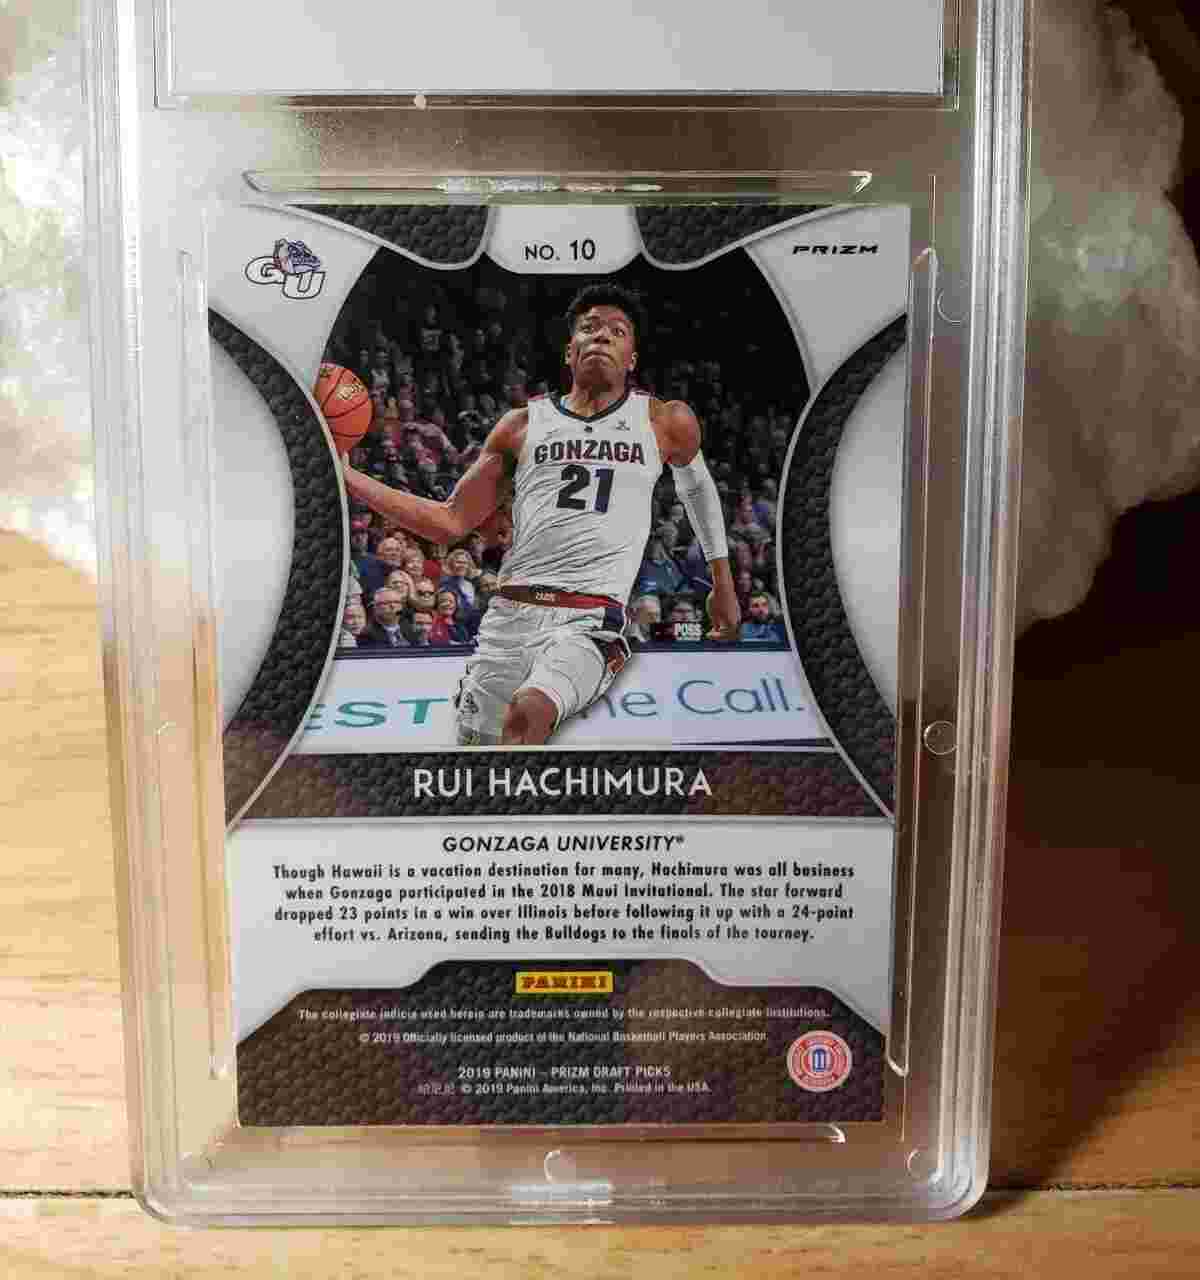 GU
NO. 10
PRIZM
GONZAGA
21
POSS
EST
he Call.
RUI HACHIMURA
GONZAGA UNIVERSITY®
Though Hawaii is a vacation destination for many, Hachimura was all business
when Gonzaga participated in the 2018 Maui Invitational. The star forward
dropped 23 points in a win over Illinois before following it up with a 24-point
effort vs. Arizona, sending the Bulldogs to the finals of the tourney.
PANINI
The collegiate indicia used herein are trademarks owned by the respective collegiate institutions.
© 2019 Officially licensed product of the National Basketball Players Association.
2019 PANINI – PRIZM DRAFT PICKS
© 2019 Panini America, Inc. Printed in the USA.